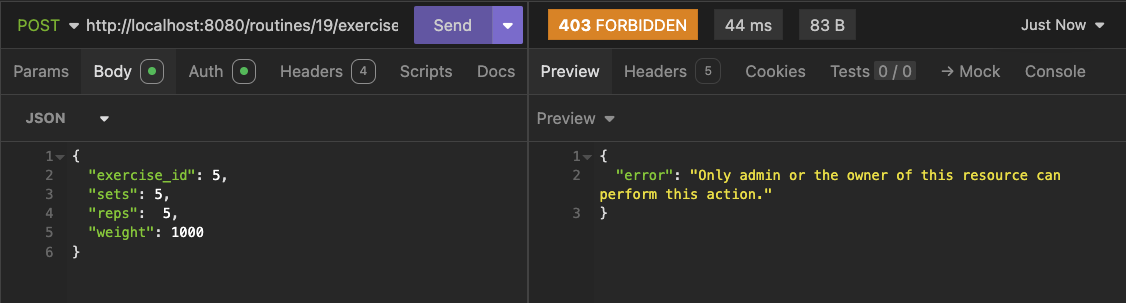 POST http://localhost:8080/routines/19/exercise Send
403 FORBIDDEN 44 ms 83 B Just Now
Params Body Auth Headers 4 Scripts Docs
Preview Headers 5 Cookies Tests 0 / 0 → Mock Console
JSON
Preview
1 {
2 "exercise_id": 5,
3 "sets": 5,
4 "reps":  5,
5 "weight": 1000
6 }
1 {
2 "error": "Only admin or the owner of this resource can
perform this action."
3 }